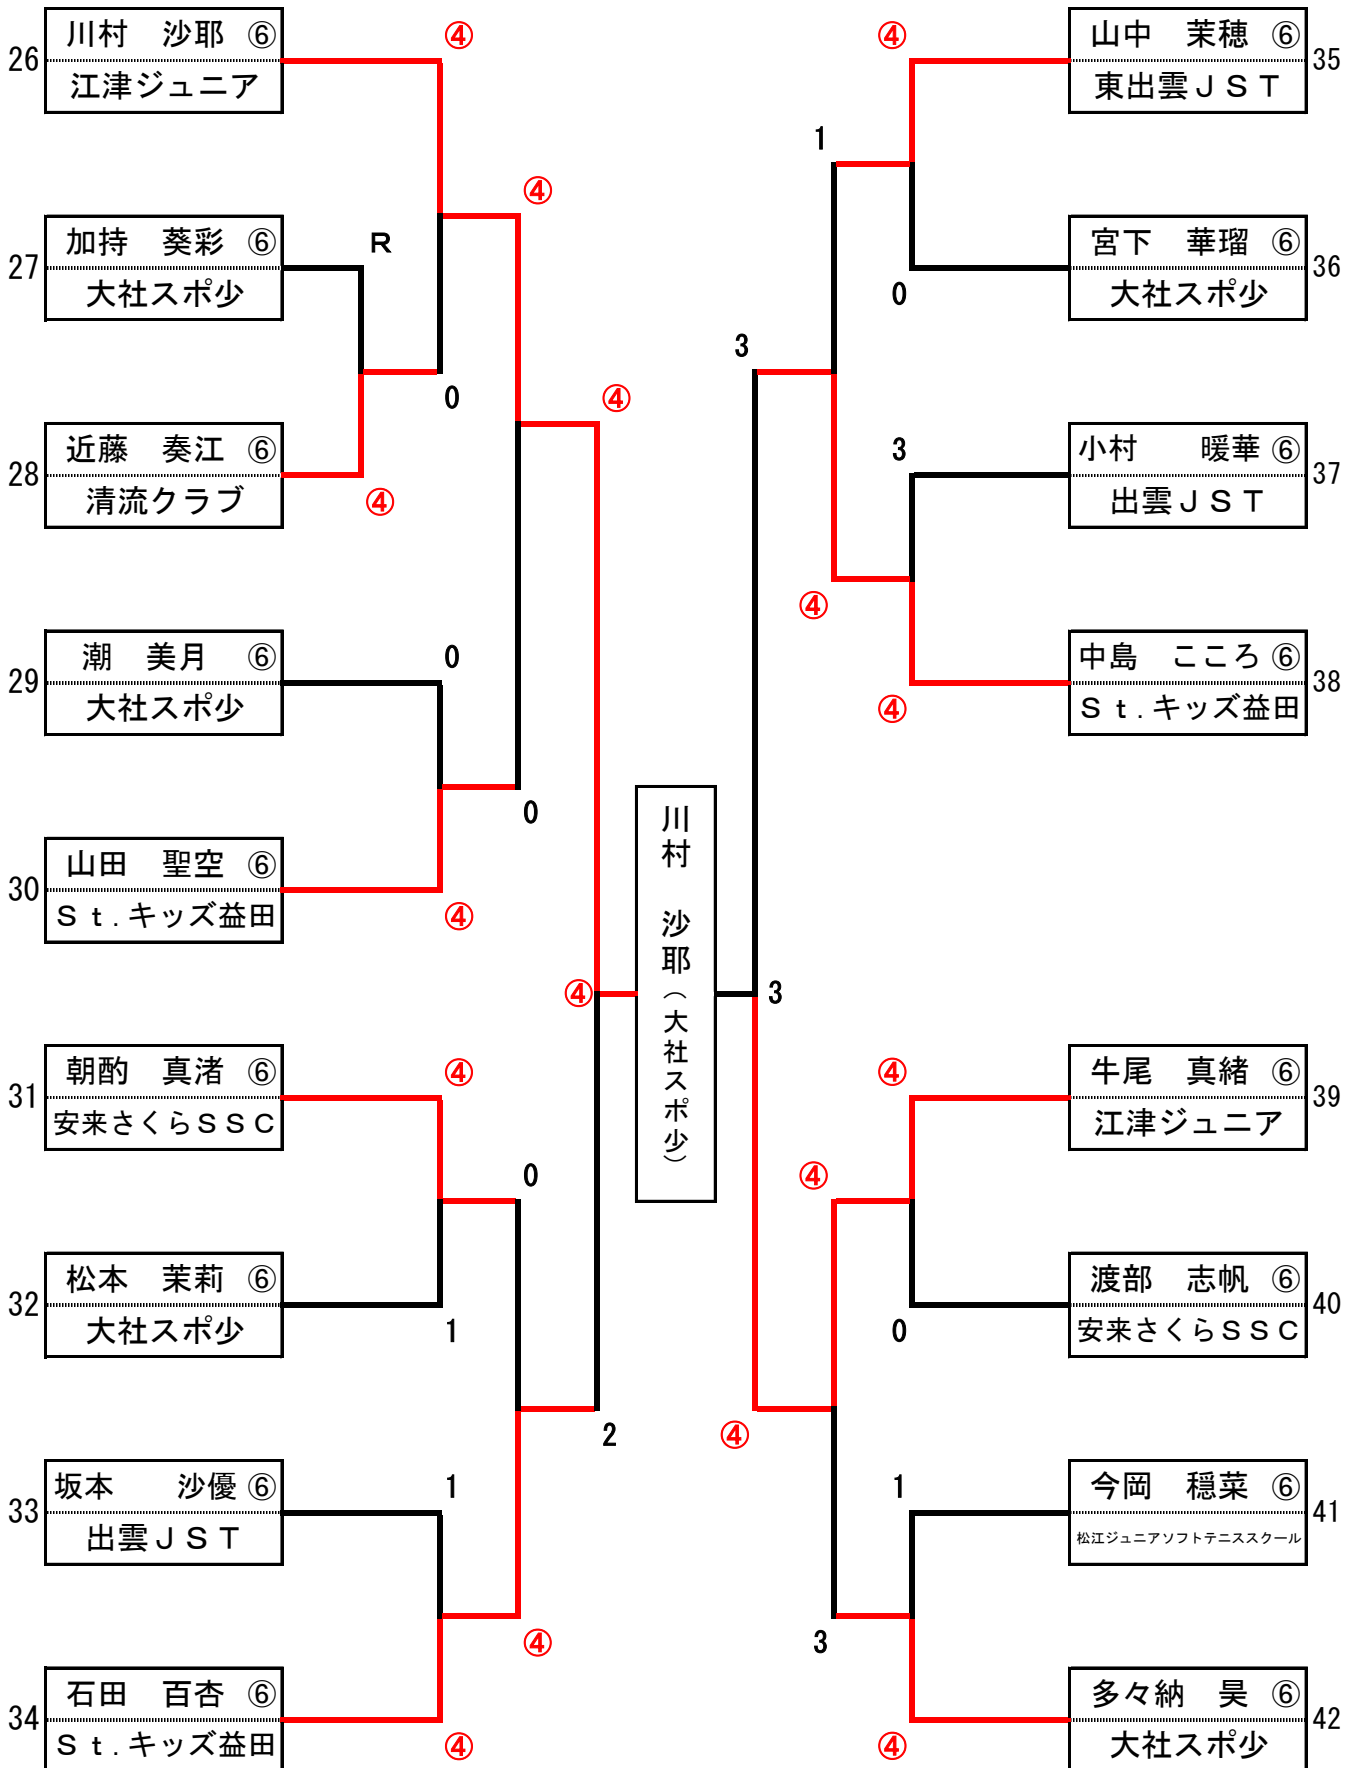 26
川村　沙耶 ⑥
江津ジュニア
④
27
加持　葵彩 ⑥
大社スポ少
R
④
0
28
近藤　奏江 ⑥
清流クラブ
④
④
29
潮　美月 ⑥
大社スポ少
0
0
30
山田　聖空 ⑥
Ｓｔ.キッズ益田
④
④
31
朝酌　真渚 ⑥
安来さくらＳＳＣ
④
0
32
松本　茉莉 ⑥
大社スポ少
1
2
33
坂本　沙優 ⑥
出雲ＪＳＴ
1
④
34
石田　百杏 ⑥
Ｓｔ.キッズ益田
④
川村　沙耶（大社スポ少）
3
④
山中　茉穂 ⑥
東出雲ＪＳＴ
35
1
0
宮下　華瑠 ⑥
大社スポ少
36
3
3
小村　暖華 ⑥
出雲ＪＳＴ
37
④
④
中島　こころ ⑥
Ｓｔ.キッズ益田
38
④
牛尾　真緒 ⑥
江津ジュニア
39
④
0
渡部　志帆 ⑥
安来さくらＳＳＣ
40
④
1
今岡　穏菜 ⑥
松江ジュニアソフトテニススクール
41
3
④
多々納　昊 ⑥
大社スポ少
42